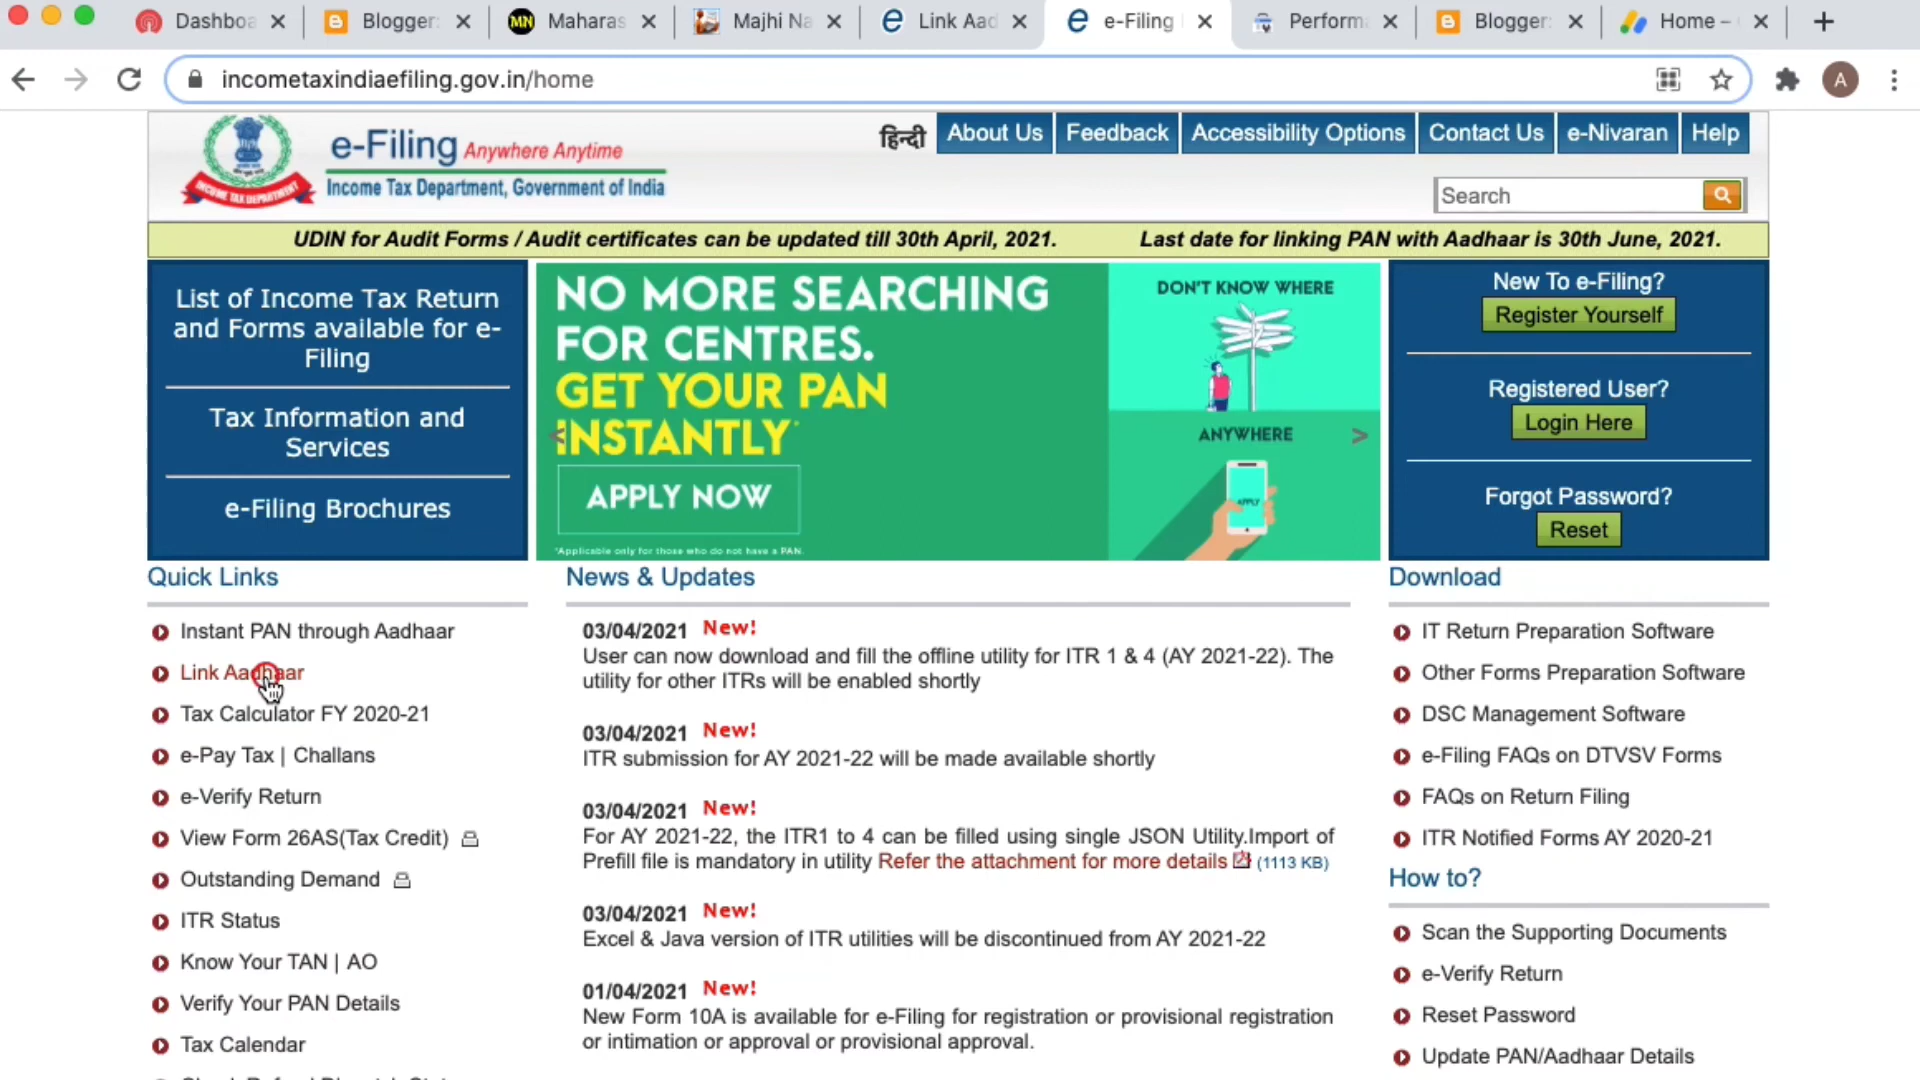 Dashboa
Blogger:
MN
Maharas
Majhi Na
Link Aad
e-Filing
Perform
Blogger:
Home –
incometaxindiaefiling.gov.in/home
A
e-Filing Anywhere Anytime
Income Tax Department, Government of India
INCOME TAX DEPARTMENT
हिन्दी
About Us
Feedback
Accessibility Options
Contact Us
e-Nivaran
Help
Search
UDIN for Audit Forms / Audit certificates can be updated till 30th April, 2021.
Last date for linking PAN with Aadhaar is 30th June, 2021.
List of Income Tax Return
and Forms available for e-
Filing
Tax Information and
Services
e-Filing Brochures
NO MORE SEARCHING
FOR CENTRES.
GET YOUR PAN
INSTANTLY*
APPLY NOW
*Applicable only for those who do not have a PAN.
DON'T KNOW WHERE
ANYWHERE
APPLY
New To e-Filing?
Register Yourself
Registered User?
Login Here
Forgot Password?
Reset
Quick Links
Instant PAN through Aadhaar
Link Aadhaar
Tax Calculator FY 2020-21
e-Pay Tax | Challans
e-Verify Return
View Form 26AS(Tax Credit)
Outstanding Demand
ITR Status
Know Your TAN | AO
Verify Your PAN Details
Tax Calendar
News & Updates
03/04/2021 New!
User can now download and fill the offline utility for ITR 1 & 4 (AY 2021-22). The
utility for other ITRs will be enabled shortly
03/04/2021 New!
ITR submission for AY 2021-22 will be made available shortly
03/04/2021 New!
For AY 2021-22, the ITR1 to 4 can be filled using single JSON Utility.Import of
Prefill file is mandatory in utility Refer the attachment for more details (1113 KB)
03/04/2021 New!
Excel & Java version of ITR utilities will be discontinued from AY 2021-22
01/04/2021 New!
New Form 10A is available for e-Filing for registration or provisional registration
or intimation or approval or provisional approval.
Download
IT Return Preparation Software
Other Forms Preparation Software
DSC Management Software
e-Filing FAQs on DTVSV Forms
FAQs on Return Filing
ITR Notified Forms AY 2020-21
How to?
Scan the Supporting Documents
e-Verify Return
Reset Password
Update PAN/Aadhaar Details